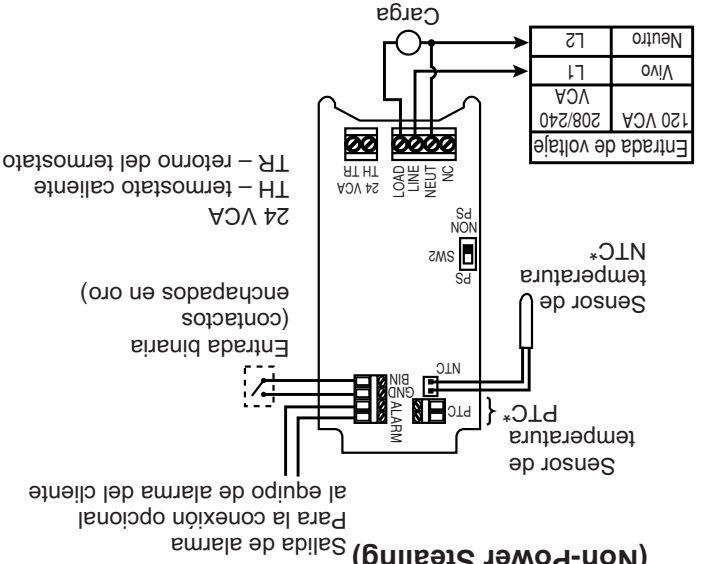 (Non-Power Stealing)
Salida de alarma
Para la conexión opcional
al equipo de alarma del cliente
Sensor de
temperatura
PTC*
PTC
ALARM
GND
BIN
NTC
Entrada binaria
(contactos
enchapados en oro)
Sensor de
temperatura
NTC*
PS
SW2
NON
PS
24 VCA
TH – termostato caliente
TR – retorno del termostato
NC
NEUT
LINE
LOAD
24 VCA
TH TR
Entrada de voltaje
120 VCA
208/240
VCA
Vivo
L1
Neutro
L2
Carga